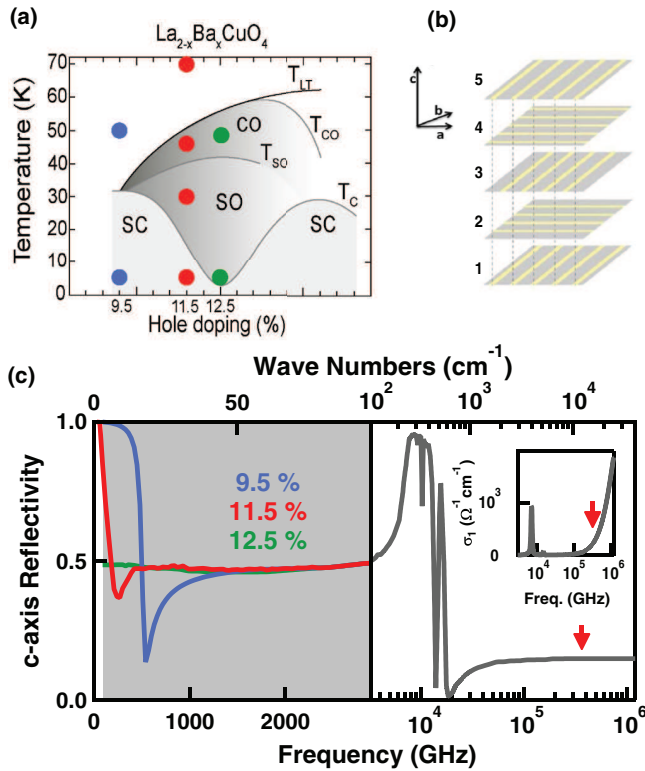 (a)
La2-xBaxCuO4
Temperature (K)
70
60
50
40
30
20
10
0
TLT
CO
TCO
TSO
SO
TC
SC
SC
9.5
11.5
12.5
Hole doping (%)
(b)
c
b
a
5
4
3
2
1
(c)
Wave Numbers (cm-1)
0
50
10^2
10^3
10^4
c-axis Reflectivity
1.0
0.5
0.0
9.5 %
11.5 %
12.5 %
σ1 (Ω-1 cm-1)
10^3
0
10^4
10^5
10^6
Freq. (GHz)
0
1000
2000
10^4
10^5
10^6
Frequency (GHz)